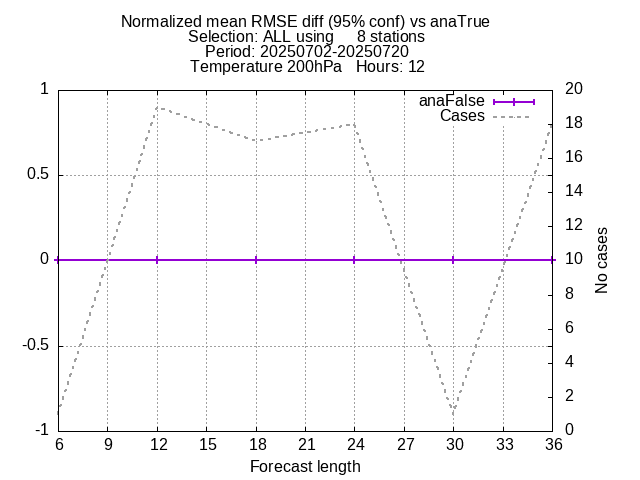 Normalized mean RMSE diff (95% conf) vs anaTrue
Selection: ALL using     8 stations
Period: 20250702-20250720
Temperature 200hPa   Hours: 12
anaFalse
Cases
1
0.5
0
-0.5
-1
20
18
16
14
12
10
8
6
4
2
0
No cases
6 9 12 15 18 21 24 27 30 33 36
Forecast length